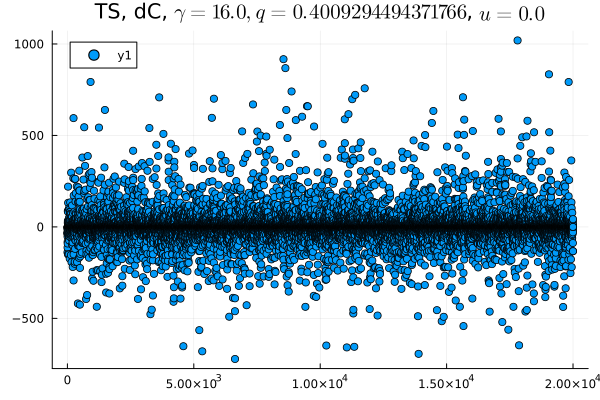 TS, dC, γ = 16.0, q = 0.4009294494371766, u = 0.0
y1
1000
500
0
−500
0 5.00×10³ 1.00×10⁴ 1.50×10⁴ 2.00×10⁴